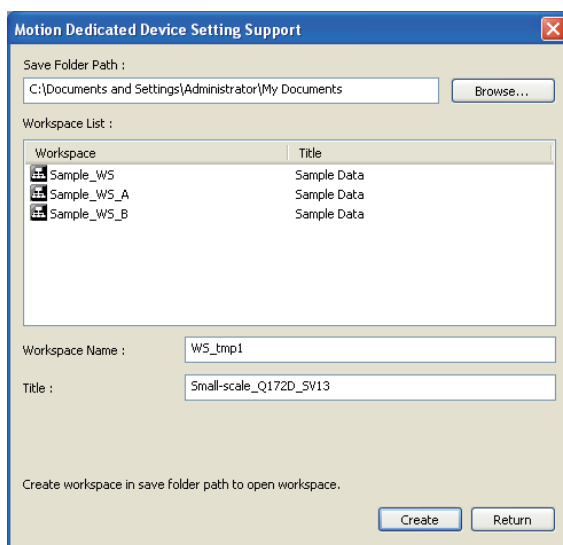 Motion Dedicated Device Setting Support
Save Folder Path :
C:\Documents and Settings\Administrator\My Documents Browse...
Workspace List :
Workspace Title
Sample_WS Sample Data
Sample_WS_A Sample Data
Sample_WS_B Sample Data
Workspace Name : WS_tmp1
Title : Small-scale_Q172D_SV13
Create workspace in save folder path to open workspace.
Create Return